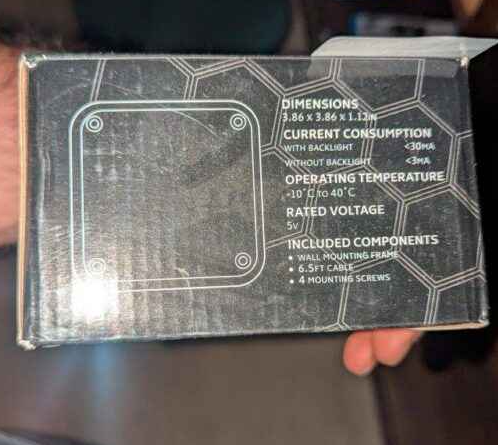 DIMENSIONS
3.86 x 3.86 x 1.12IN
CURRENT CONSUMPTION
WITH BACKLIGHT <30MA
WITHOUT BACKLIGHT <3MA
OPERATING TEMPERATURE
-10°C TO 40°C
RATED VOLTAGE
5V
INCLUDED COMPONENTS
• WALL MOUNTING FRAME
• 6.5FT CABLE
• 4 MOUNTING SCREWS